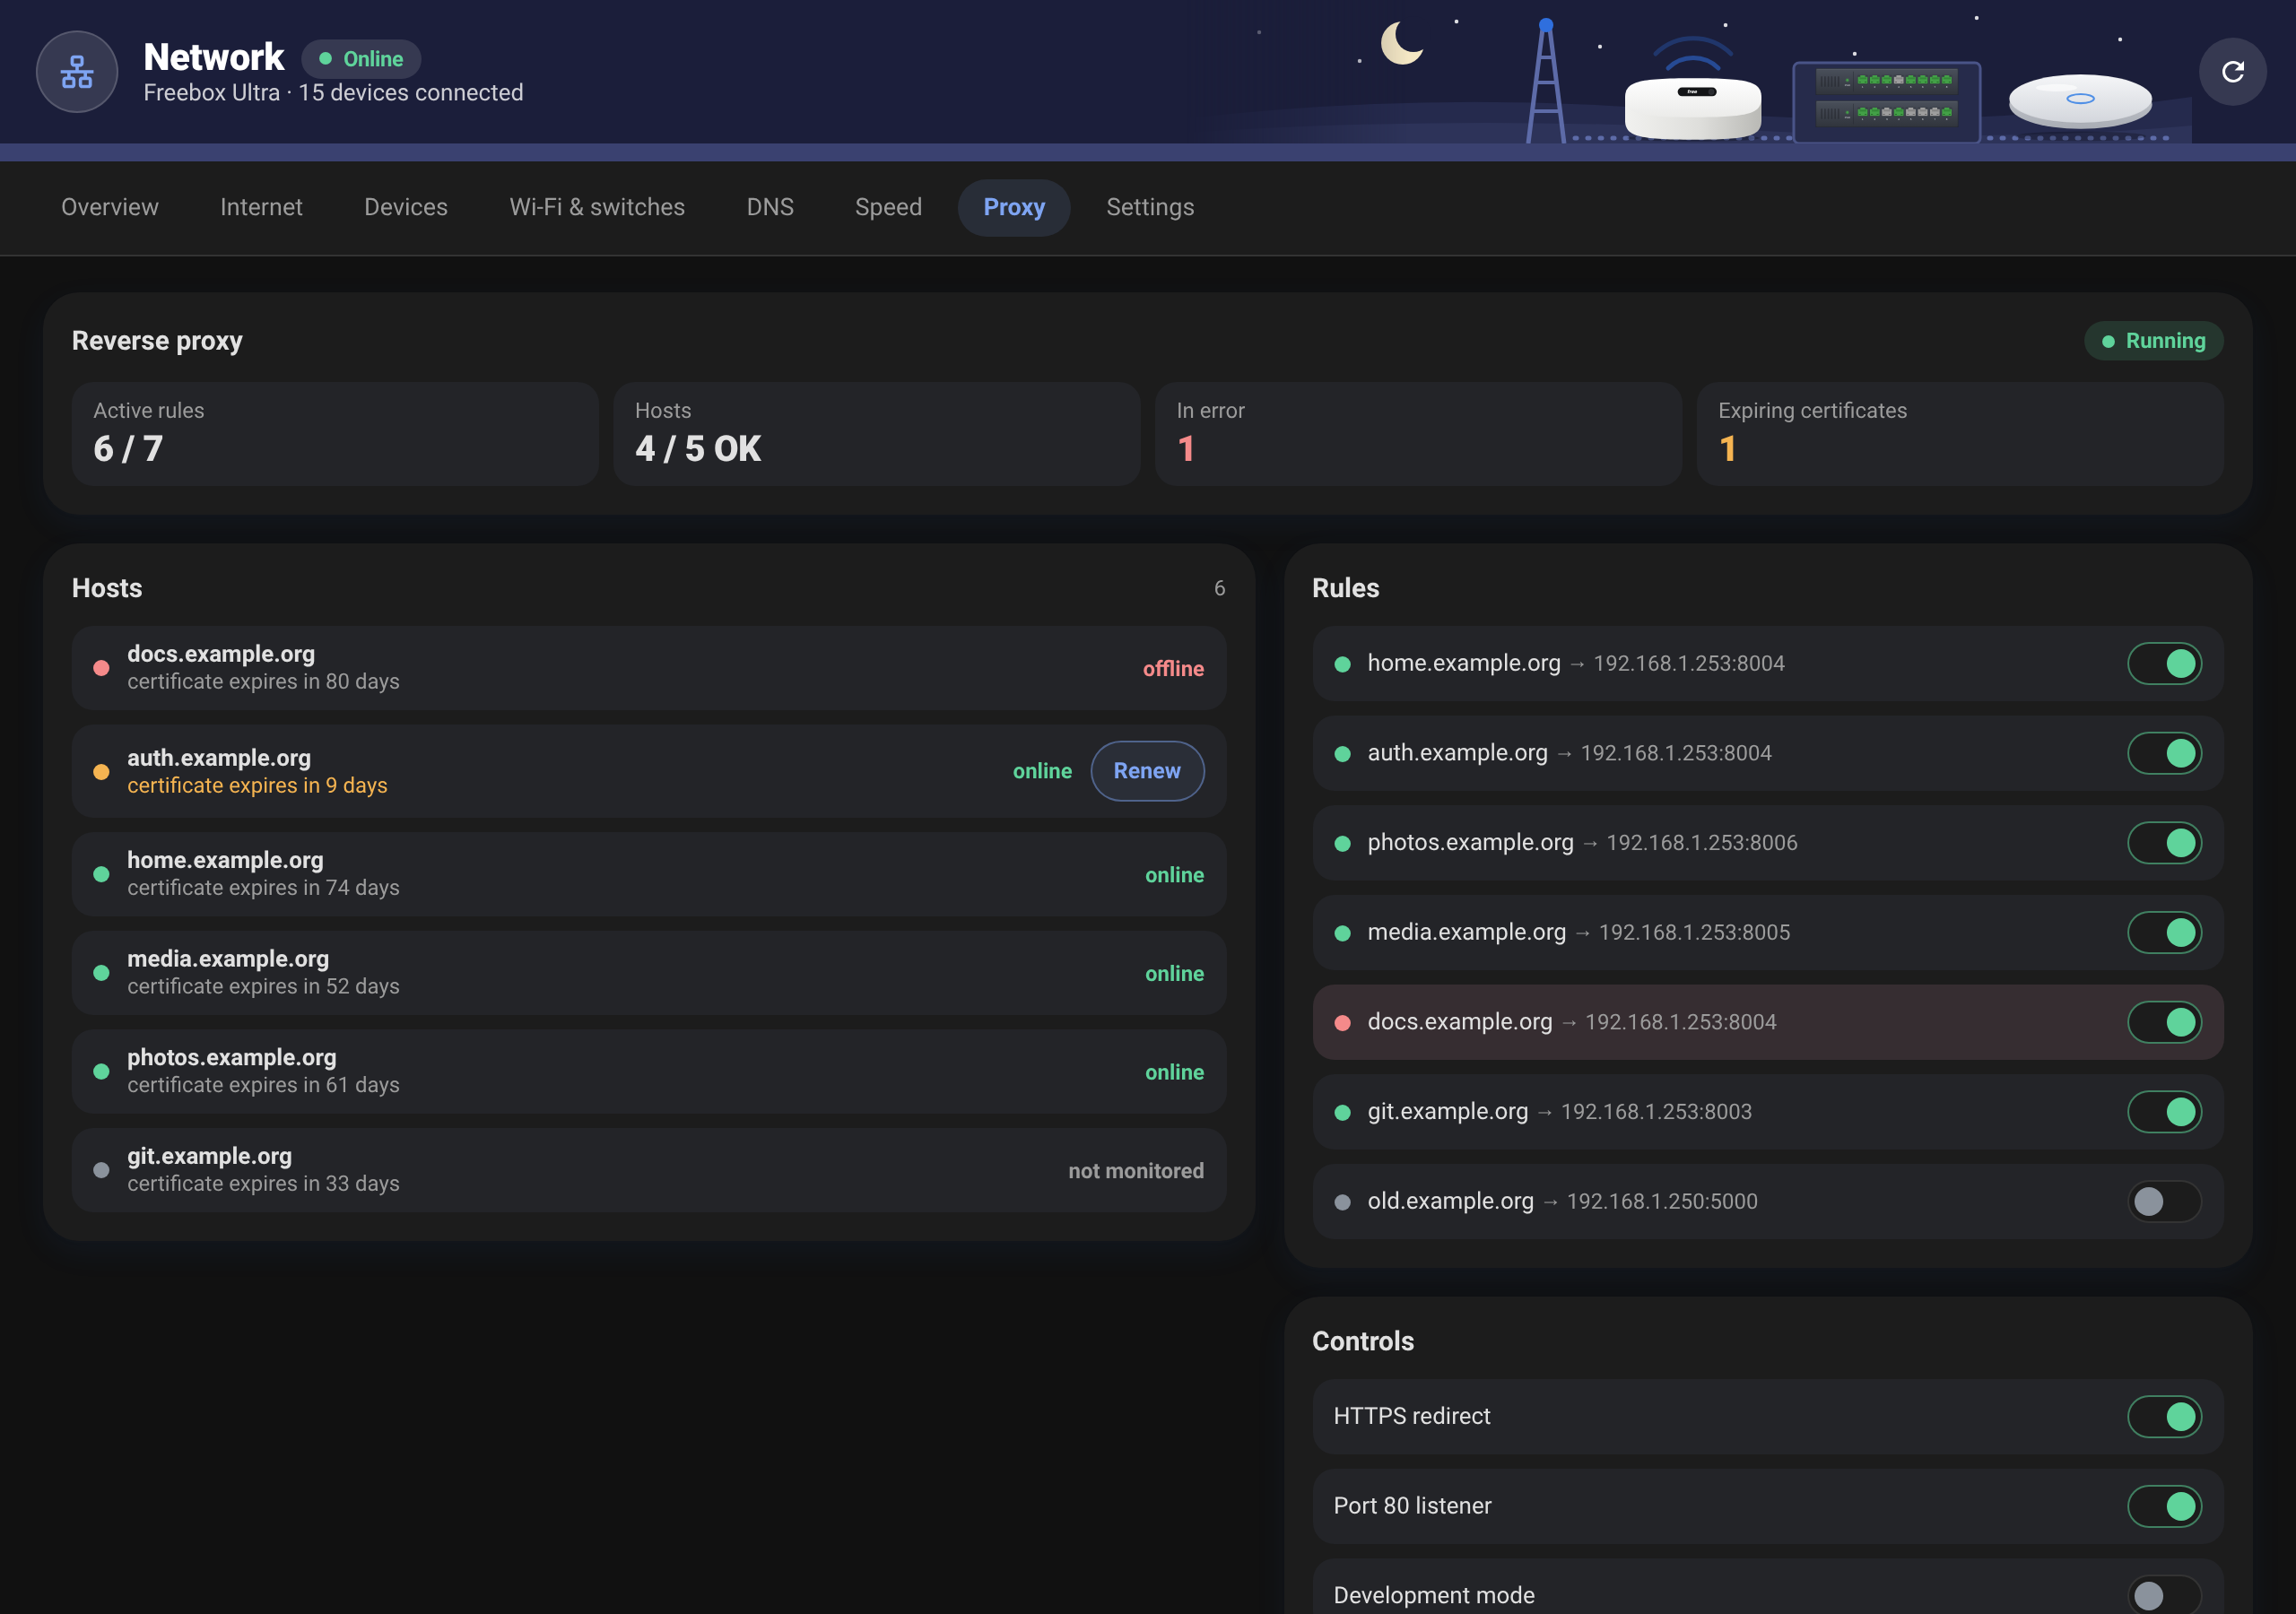 Network
Online
Freebox Ultra · 15 devices connected
free
Overview
Internet
Devices
Wi-Fi & switches
DNS
Speed
Proxy
Settings
Reverse proxy
Running
Active rules
6 / 7
Hosts
4 / 5 OK
In error
1
Expiring certificates
1
Hosts
6
docs.example.org
certificate expires in 80 days
offline
auth.example.org
certificate expires in 9 days
online
Renew
home.example.org
certificate expires in 74 days
online
media.example.org
certificate expires in 52 days
online
photos.example.org
certificate expires in 61 days
online
git.example.org
certificate expires in 33 days
not monitored
Rules
home.example.org → 192.168.1.253:8004
auth.example.org → 192.168.1.253:8004
photos.example.org → 192.168.1.253:8006
media.example.org → 192.168.1.253:8005
docs.example.org → 192.168.1.253:8004
git.example.org → 192.168.1.253:8003
old.example.org → 192.168.1.250:5000
Controls
HTTPS redirect
Port 80 listener
Development mode